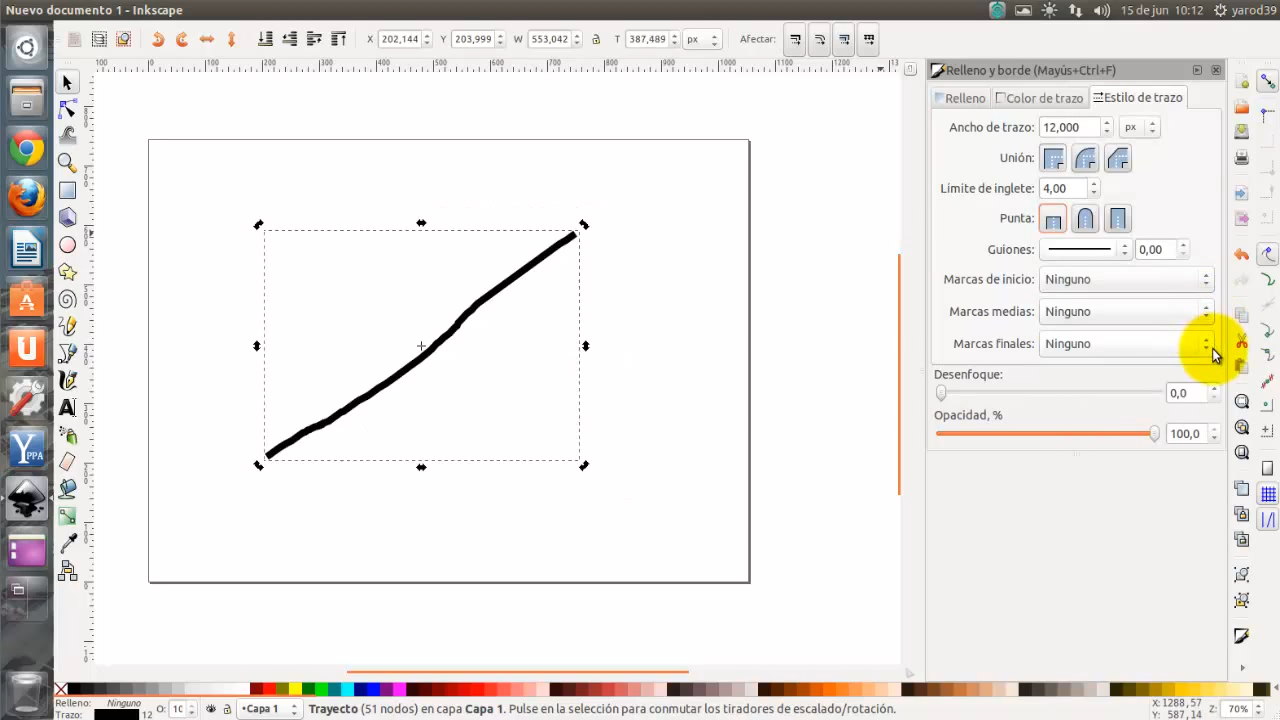 Nuevo documento 1 - Inkscape
15 de jun 10:12 yarod39
X 202,144 Y 203,999 W 553,042 T 387,489 px Afectar:
Relleno y borde (Mayús+Ctrl+F)
Relleno Color de trazo Estilo de trazo
Ancho de trazo: 12,000 px
Unión:
Límite de inglete: 4,00
Punta:
Guiones: 0,00
Marcas de inicio: Ninguno
Marcas medias: Ninguno
Marcas finales: Ninguno
Desenfoque:
0,0
Opacidad, %
100,0
YPPA
Relleno: Ninguno
Trazo: 12
O: 10
•Capa 1
Trayecto (51 nodos) en capa Capa 1. Pulse en la selección para conmutar los tiradores de escalado/rotación.
X: 1288,57
Y: 587,14
Z: 70%